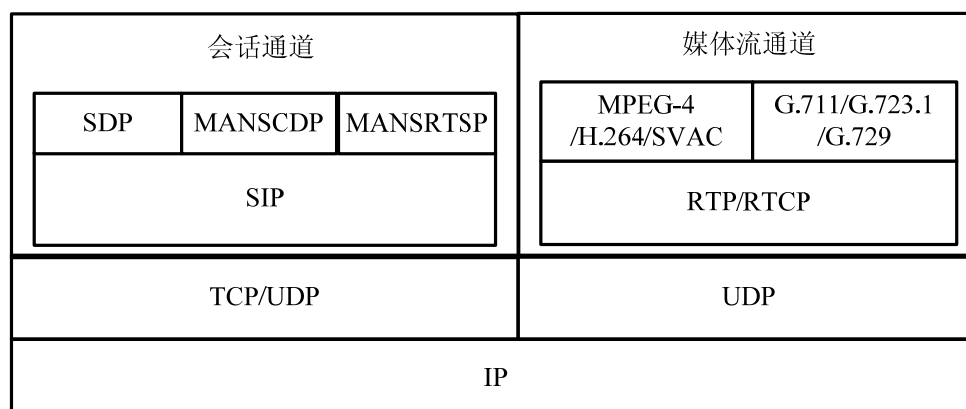 会话通道
媒体流通道
SDP
MANSCDP
MANSRTSP
MPEG-4
/H.264/SVAC
G.711/G.723.1
/G.729
SIP
RTP/RTCP
TCP/UDP
UDP
IP